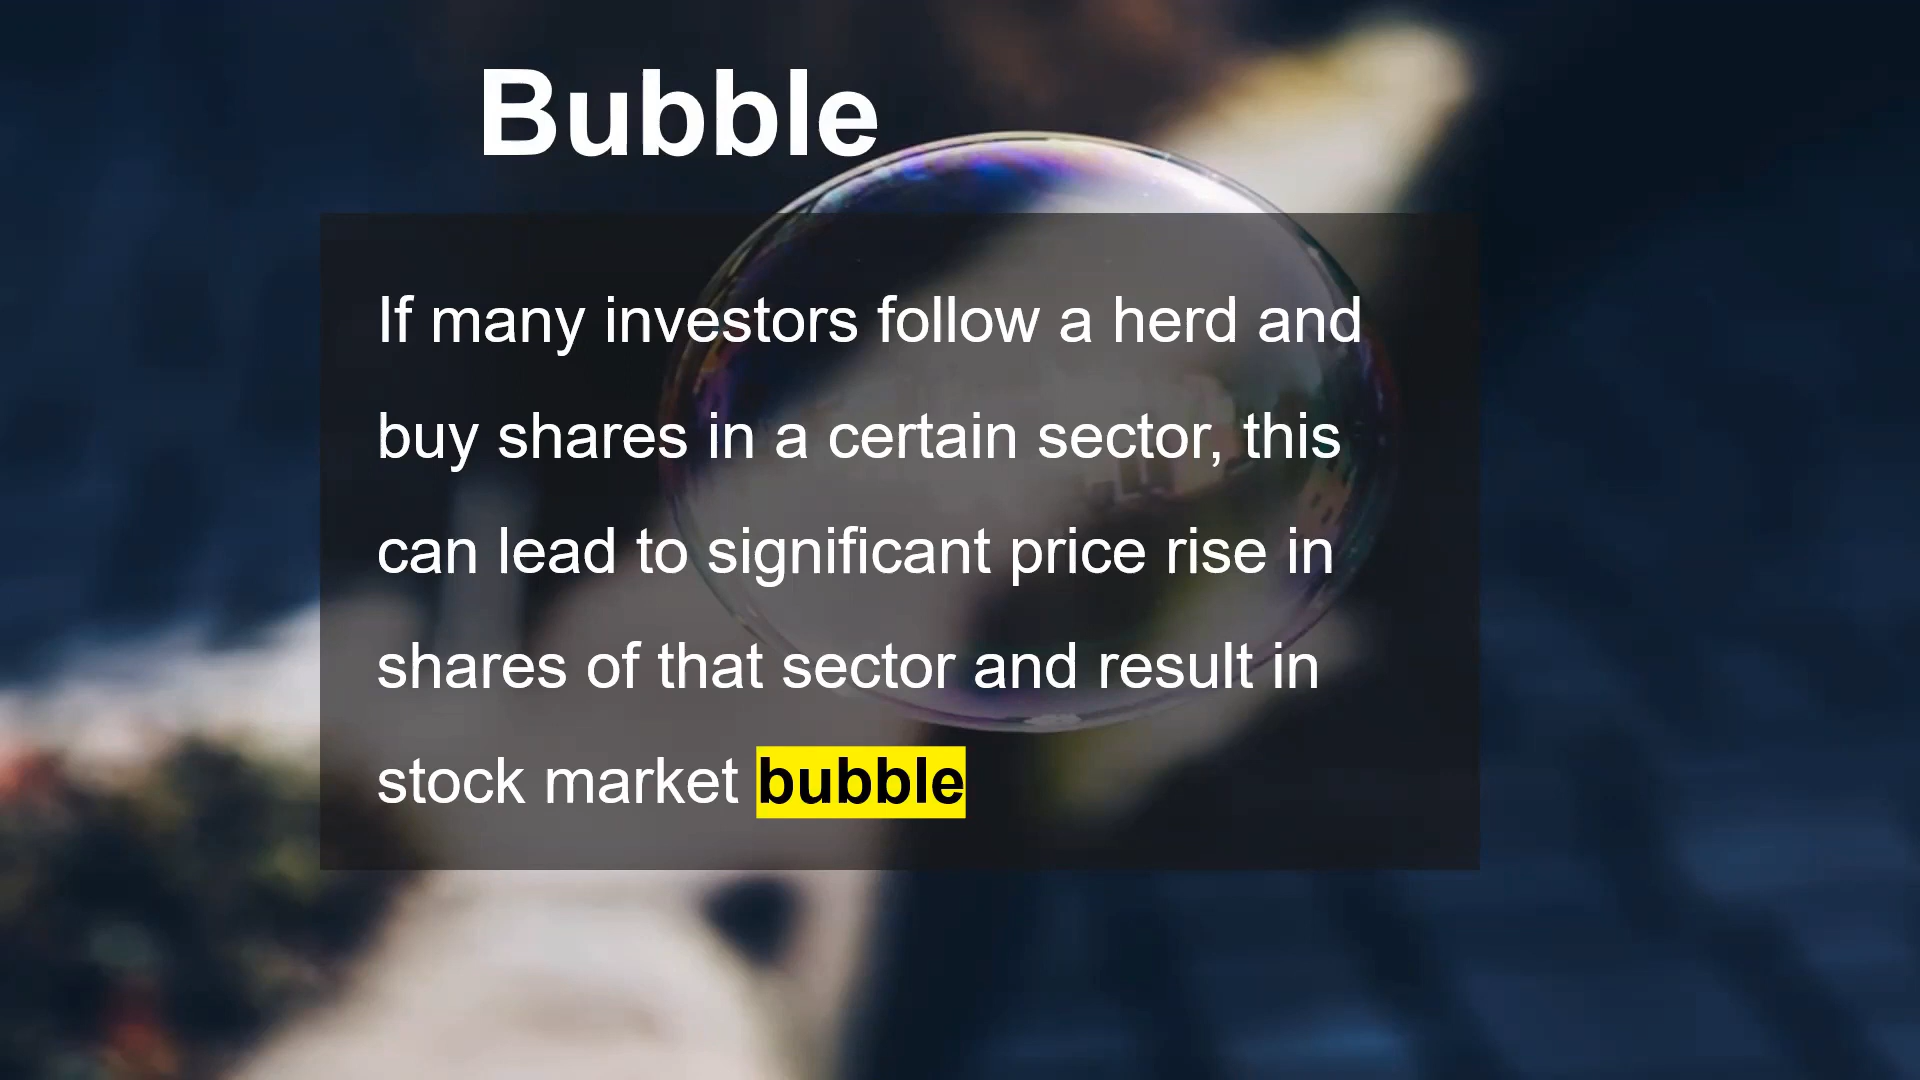 Bubble
If many investors follow a herd and
buy shares in a certain sector, this
can lead to significant price rise in
shares of that sector and result in
stock market bubble